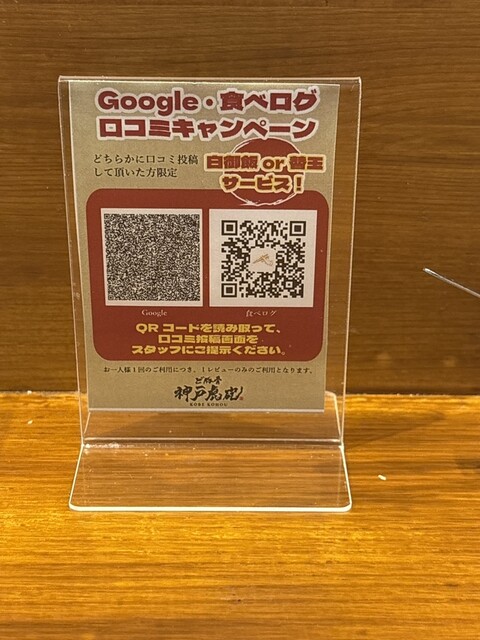 Google・食べログ
口コミキャンペーン
どちらかに口コミ投稿
して頂いた方限定
白御飯 or 替玉
サービス！
Google
食べログ
QRコードを読み取って、
口コミ投稿画面を
スタッフにご提示ください。
お一人様1回のご利用につき、1レビューのみのご利用となります。
ど豚骨
神戸虎砲
KOBE KOHOU